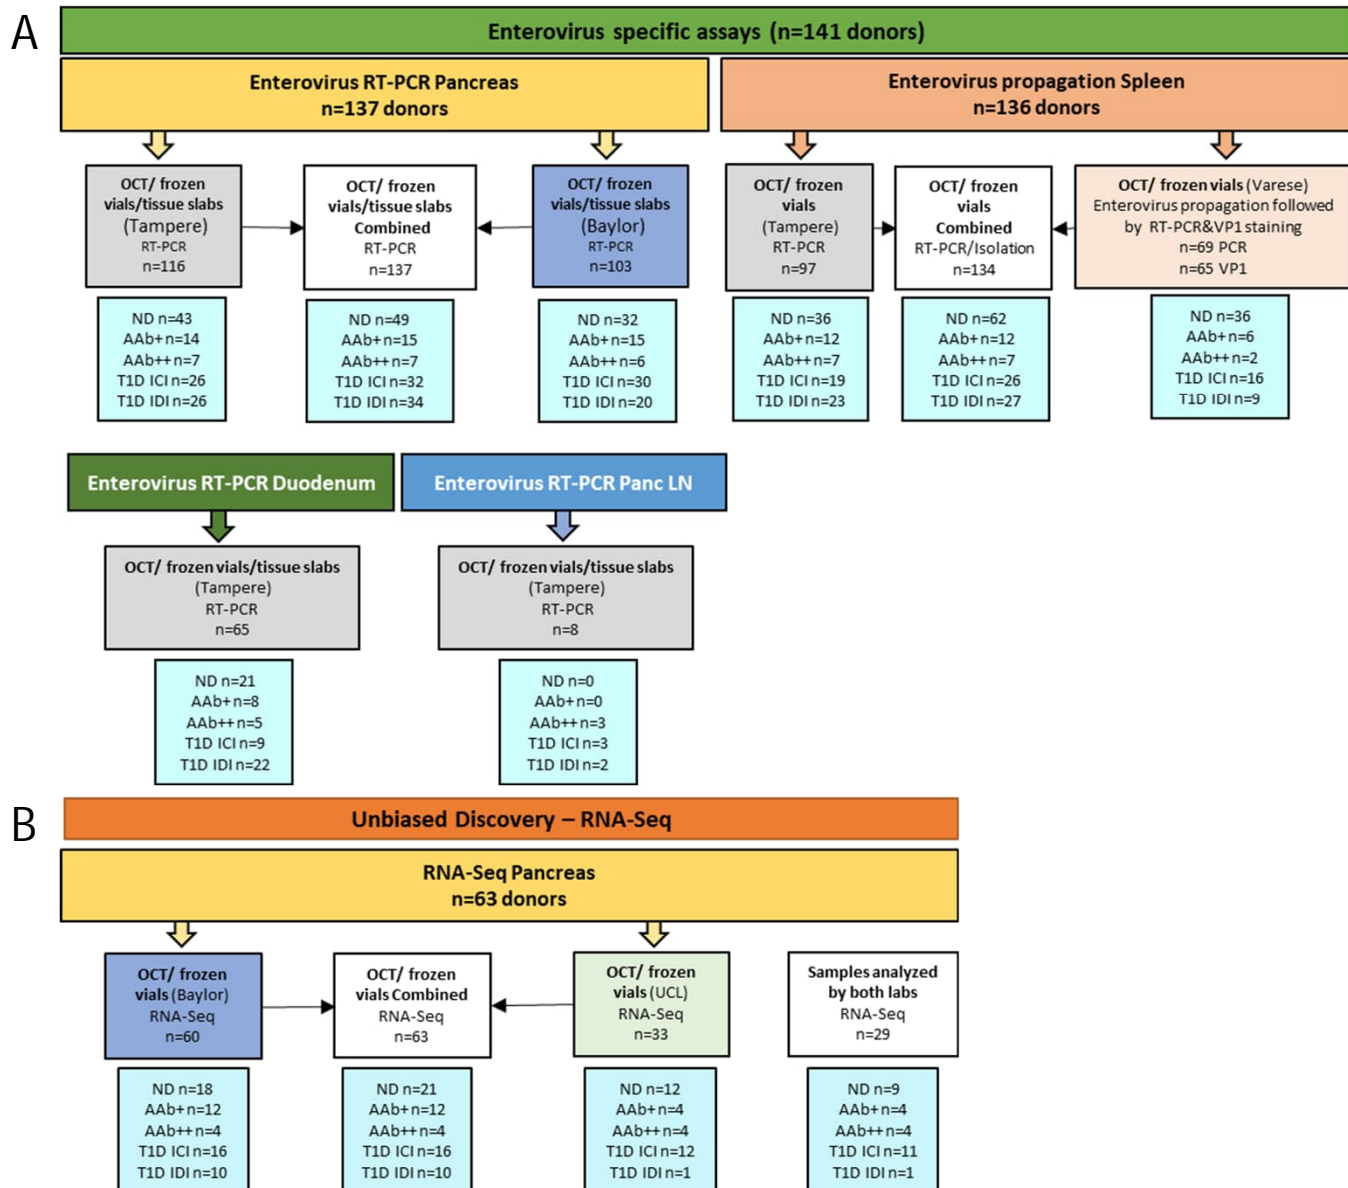 A
Enterovirus specific assays (n=141 donors)
Enterovirus RT-PCR Pancreas
n=137 donors
Enterovirus propagation Spleen
n=136 donors
OCT/ frozen
vials/tissue slabs
(Tampere)
RT-PCR
n=116
OCT/ frozen
vials/tissue slabs
Combined
RT-PCR
n=137
OCT/ frozen
vials/tissue slabs
(Baylor)
RT-PCR
n=103
OCT/ frozen
vials
(Tampere)
RT-PCR
n=97
OCT/ frozen
vials
Combined
RT-PCR/Isolation
n=134
OCT/ frozen vials (Varese)
Enterovirus propagation followed
by RT-PCR&VP1 staining
n=69 PCR
n=65 VP1
ND n=43
AAb+ n=14
AAb++ n=7
T1D ICI n=26
T1D IDI n=26
ND n=49
AAb+ n=15
AAb++ n=7
T1D ICI n=32
T1D IDI n=34
ND n=32
AAb+ n=15
AAb++ n=6
T1D ICI n=30
T1D IDI n=20
ND n=36
AAb+ n=12
AAb++ n=7
T1D ICI n=19
T1D IDI n=23
ND n=62
AAb+ n=12
AAb++ n=7
T1D ICI n=26
T1D IDI n=27
ND n=36
AAb+ n=6
AAb++ n=2
T1D ICI n=16
T1D IDI n=9
Enterovirus RT-PCR Duodenum
Enterovirus RT-PCR Panc LN
OCT/ frozen vials/tissue slabs
(Tampere)
RT-PCR
n=65
OCT/ frozen vials/tissue slabs
(Tampere)
RT-PCR
n=8
ND n=21
AAb+ n=8
AAb++ n=5
T1D ICI n=9
T1D IDI n=22
ND n=0
AAb+ n=0
AAb++ n=3
T1D ICI n=3
T1D IDI n=2
B
Unbiased Discovery – RNA-Seq
RNA-Seq Pancreas
n=63 donors
OCT/ frozen
vials (Baylor)
RNA-Seq
n=60
OCT/ frozen
vials Combined
RNA-Seq
n=63
OCT/ frozen
vials (UCL)
RNA-Seq
n=33
Samples analyzed
by both labs
RNA-Seq
n=29
ND n=18
AAb+ n=12
AAb++ n=4
T1D ICI n=16
T1D IDI n=10
ND n=21
AAb+ n=12
AAb++ n=4
T1D ICI n=16
T1D IDI n=10
ND n=12
AAb+ n=4
AAb++ n=4
T1D ICI n=12
T1D IDI n=1
ND n=9
AAb+ n=4
AAb++ n=4
T1D ICI n=11
T1D IDI n=1